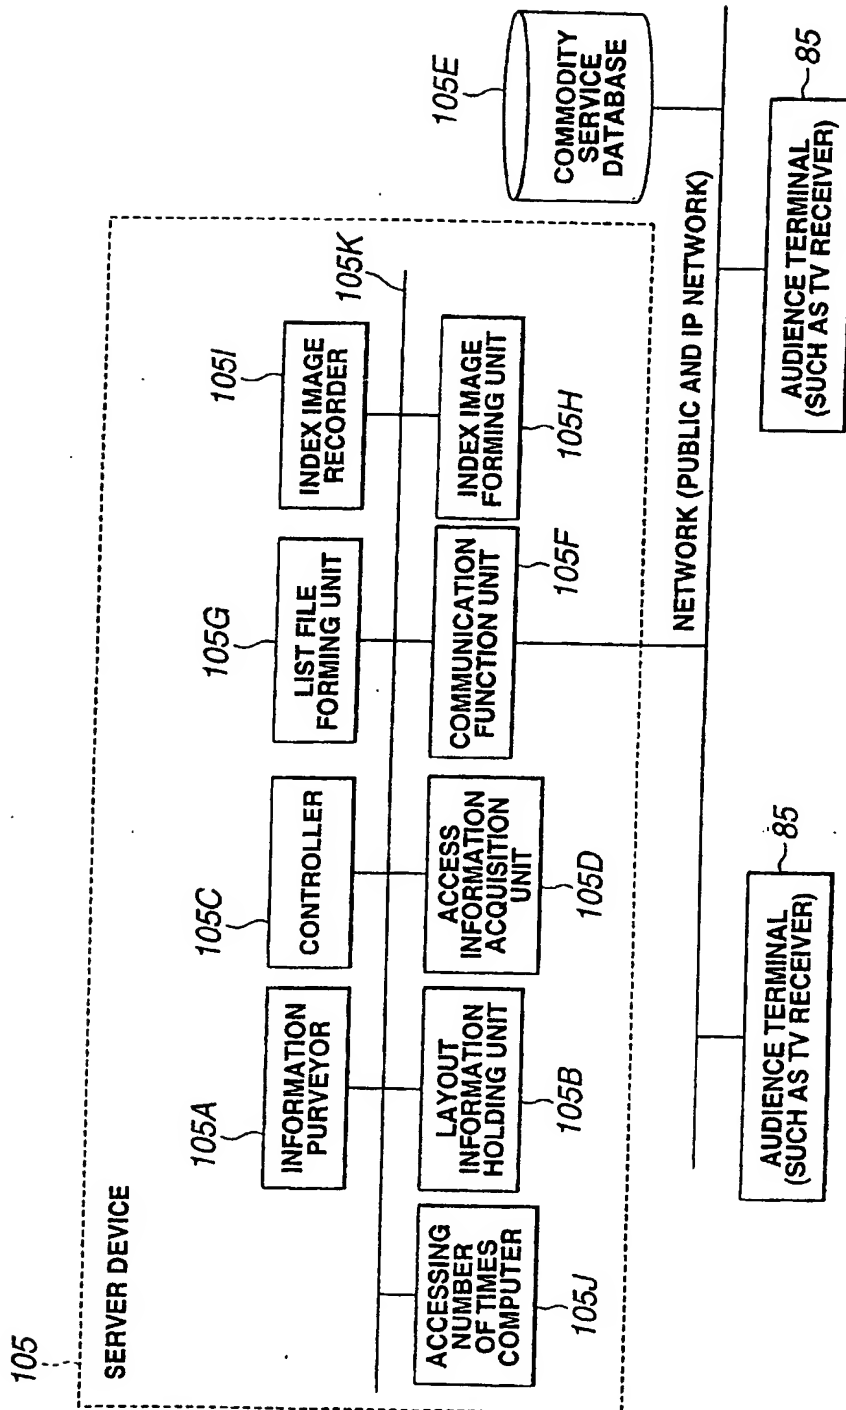 105
SERVER DEVICE
105A
INFORMATION
PURVEYOR
105C
CONTROLLER
105G
LIST FILE
FORMING UNIT
105I
INDEX IMAGE
RECORDER
105K
ACCESSING
NUMBER
OF TIMES
COMPUTER
105J
LAYOUT
INFORMATION
HOLDING UNIT
105B
ACCESS
INFORMATION
ACQUISITION
UNIT
105D
COMMUNICATION
FUNCTION UNIT
105F
INDEX IMAGE
FORMING UNIT
105H
105E
COMMODITY
SERVICE
DATABASE
NETWORK (PUBLIC AND IP NETWORK)
85
AUDIENCE TERMINAL
(SUCH AS TV RECEIVER)
85
AUDIENCE TERMINAL
(SUCH AS TV RECEIVER)